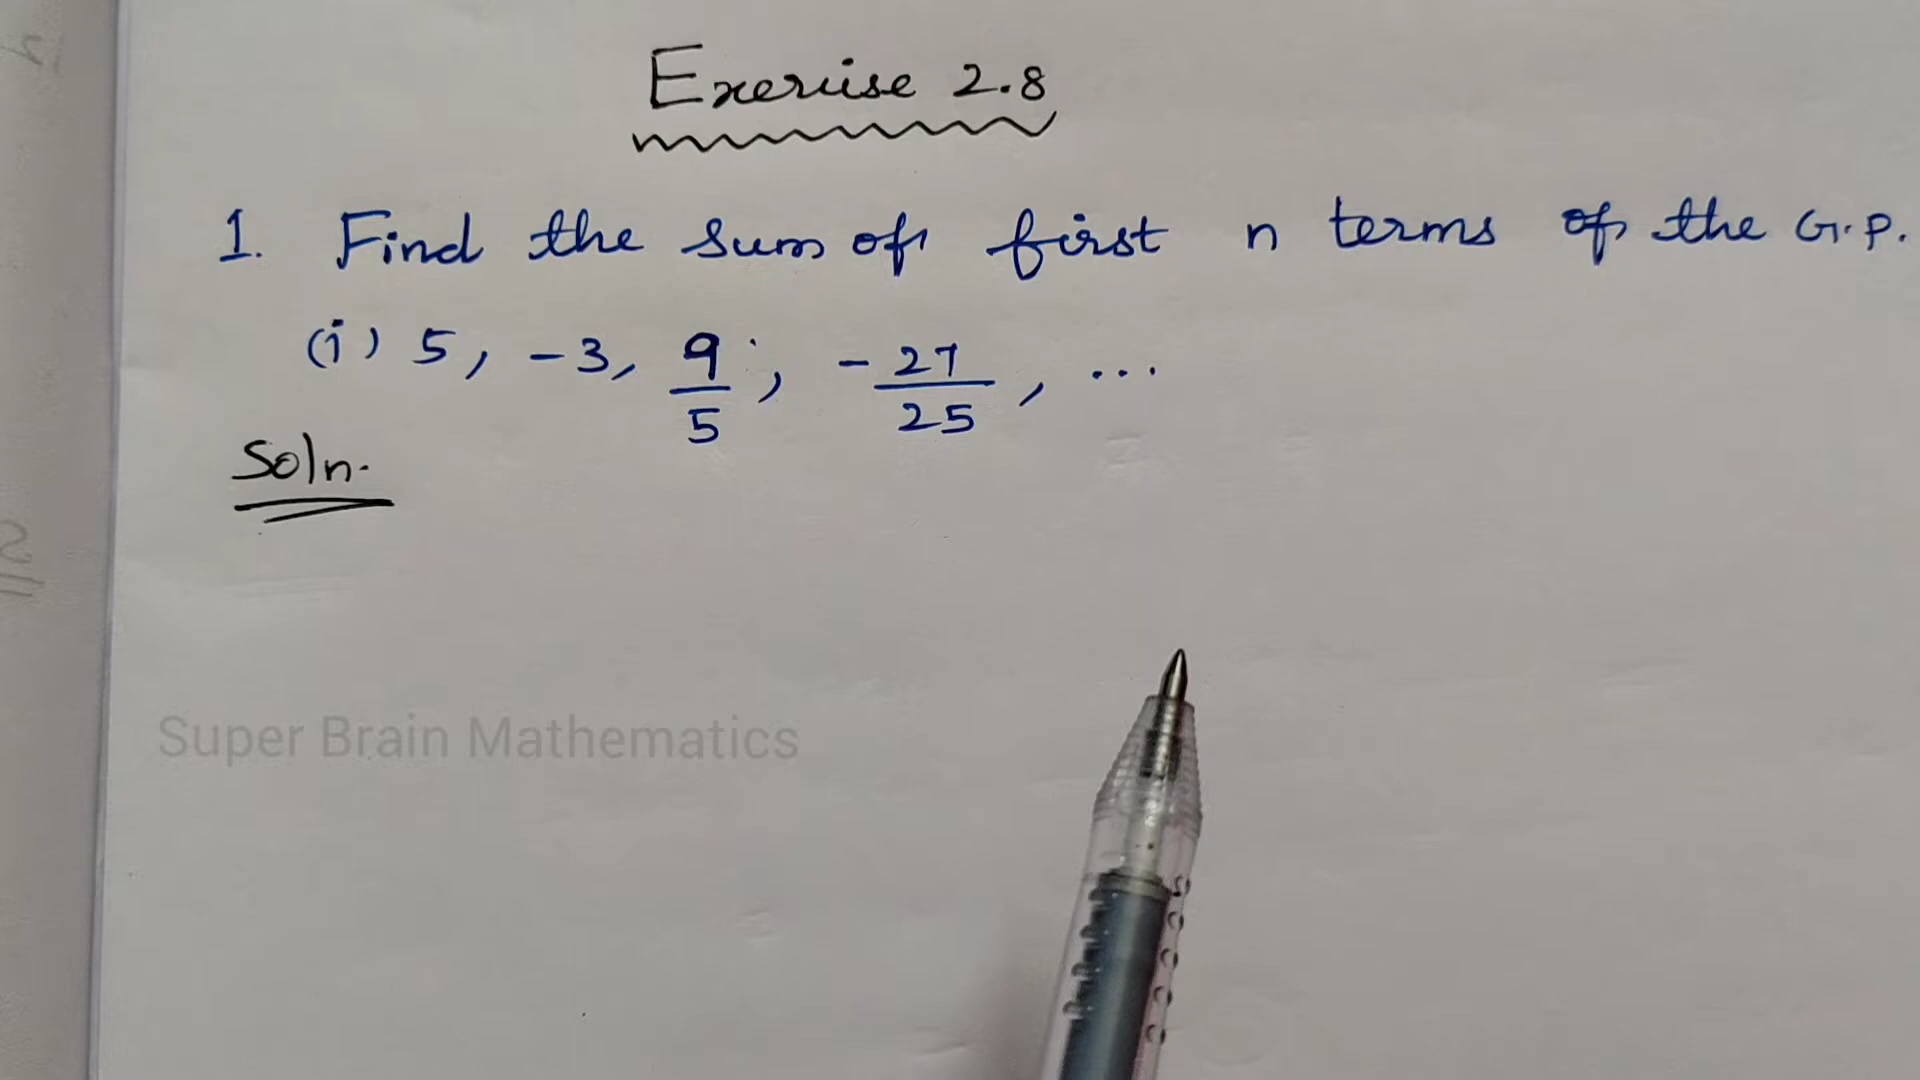 Exercise 2.8
1. Find the sum of first n terms of the G.P.
(i) 5, -3, 9/5, -27/25, ...
Soln.
Super Brain Mathematics